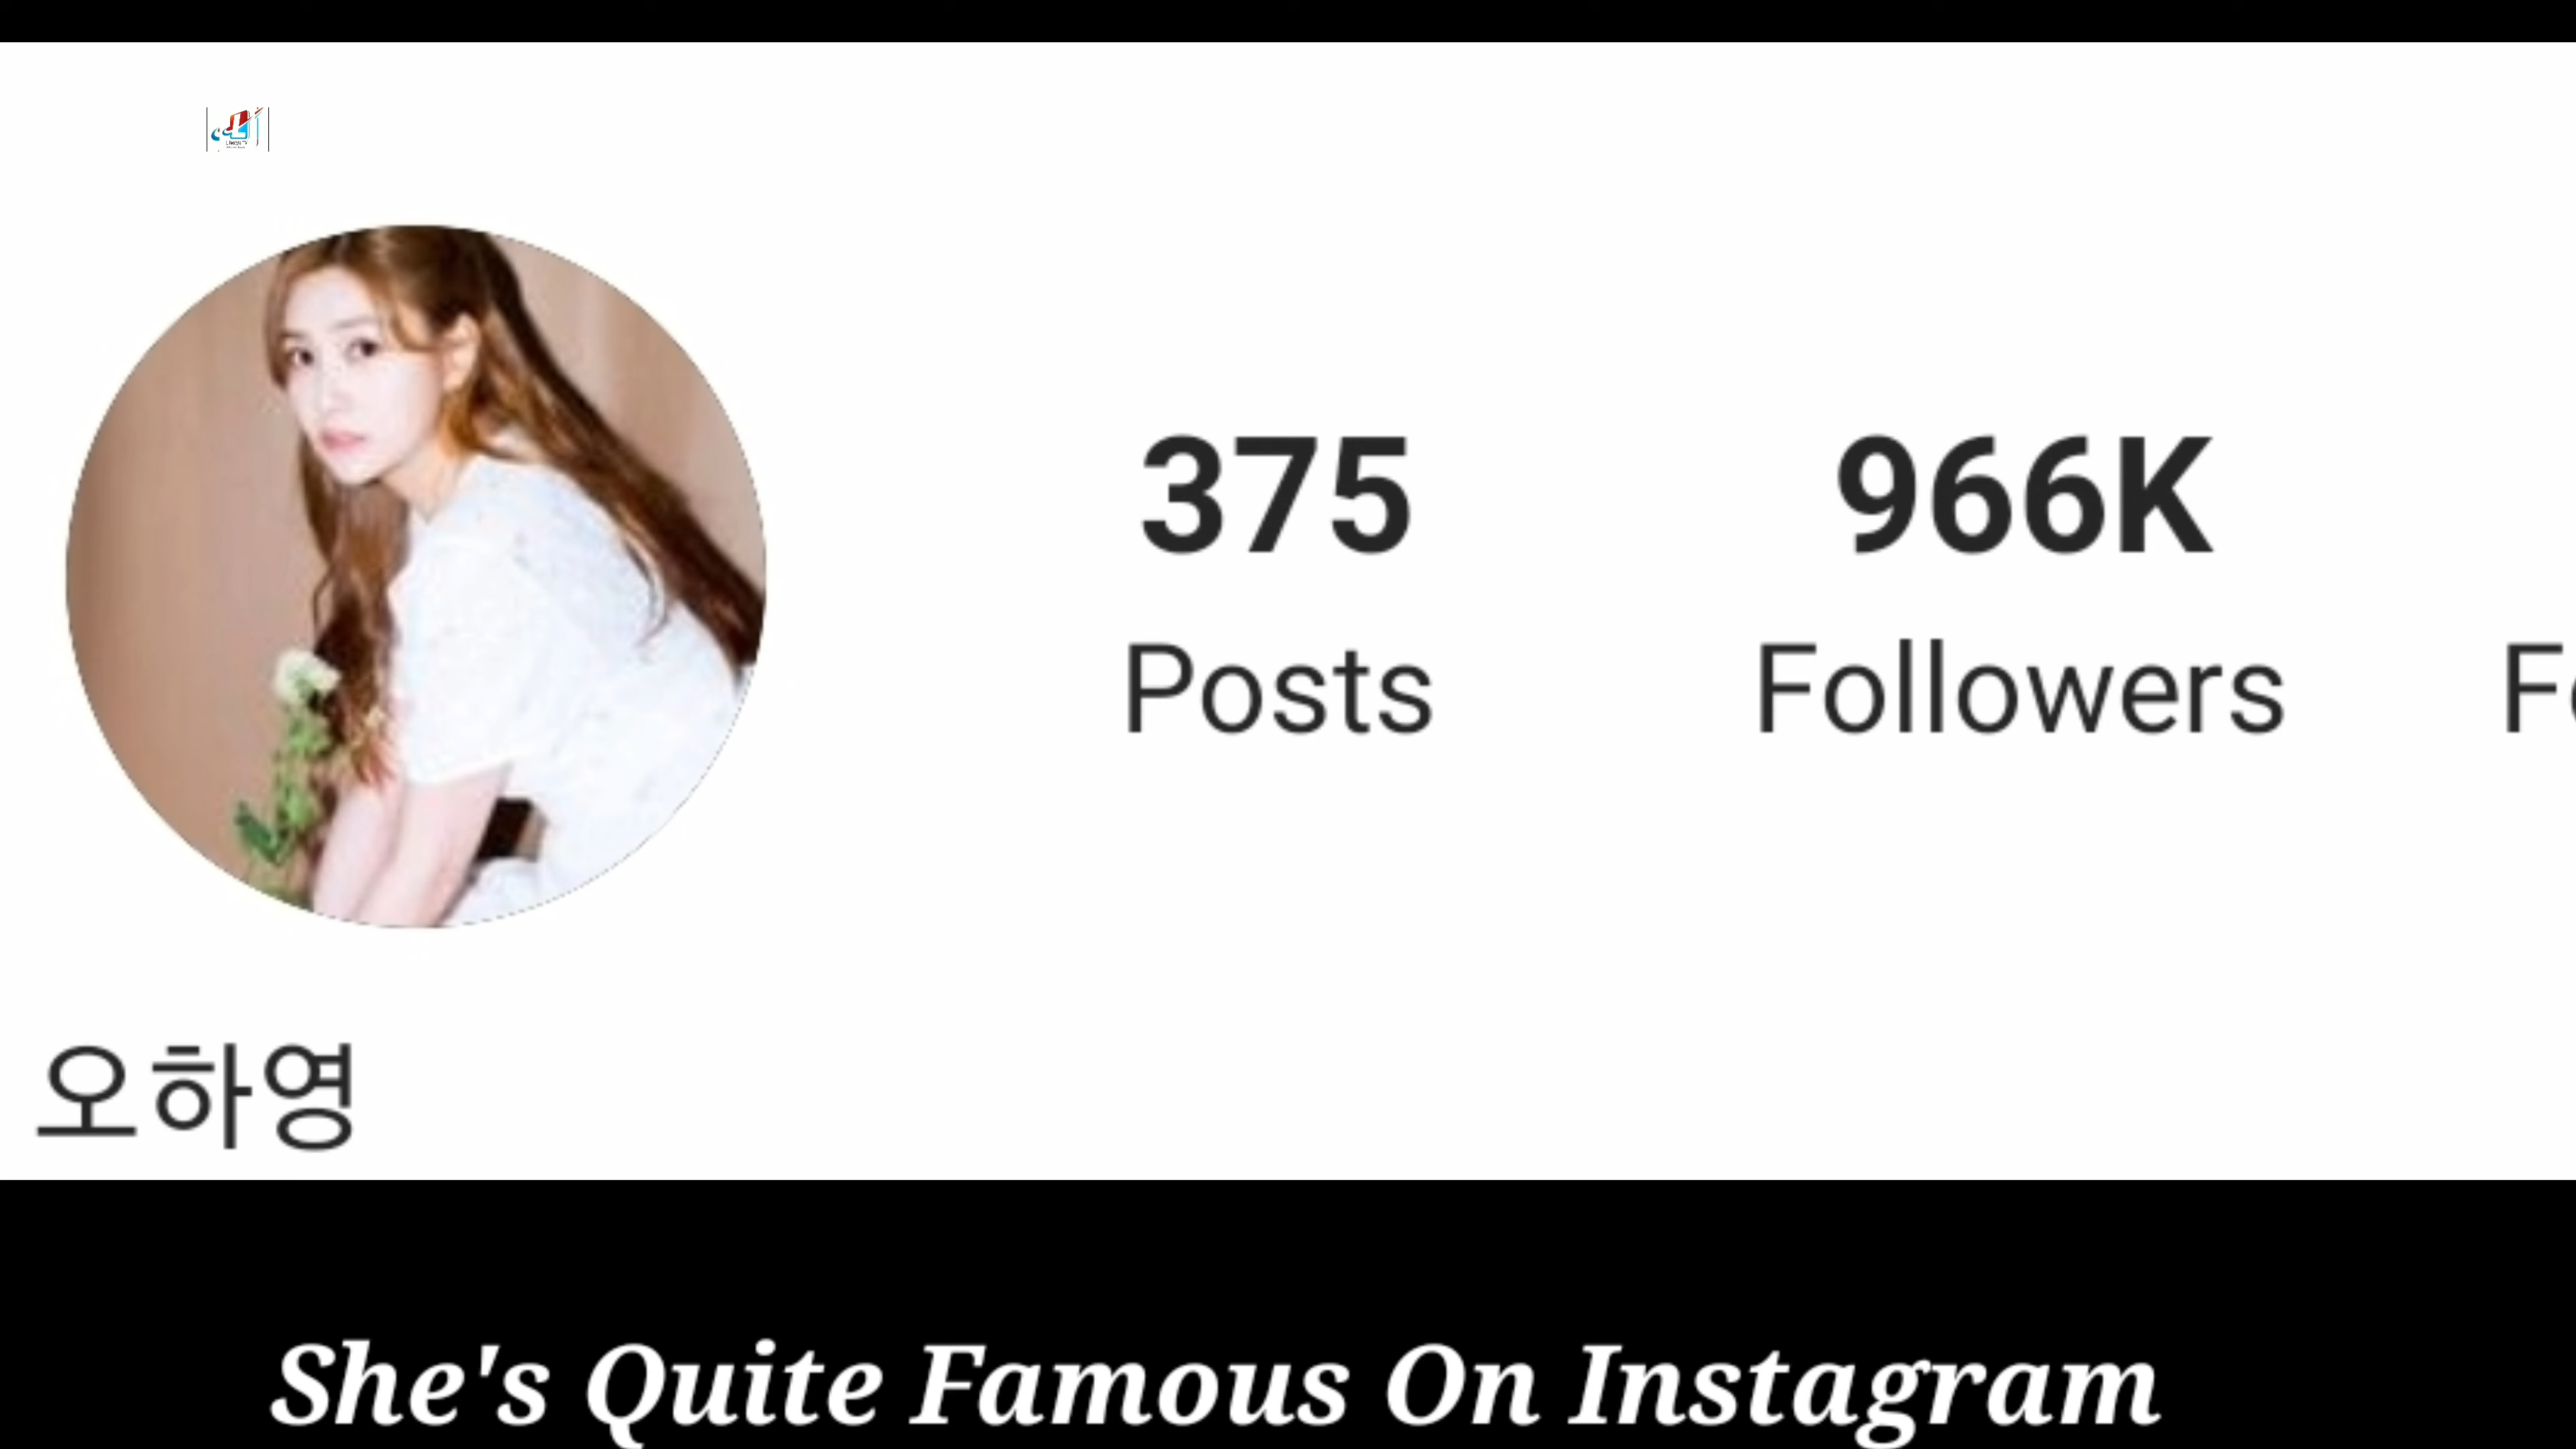 375
966K
Posts
Followers
오하영
She's Quite Famous On Instagram